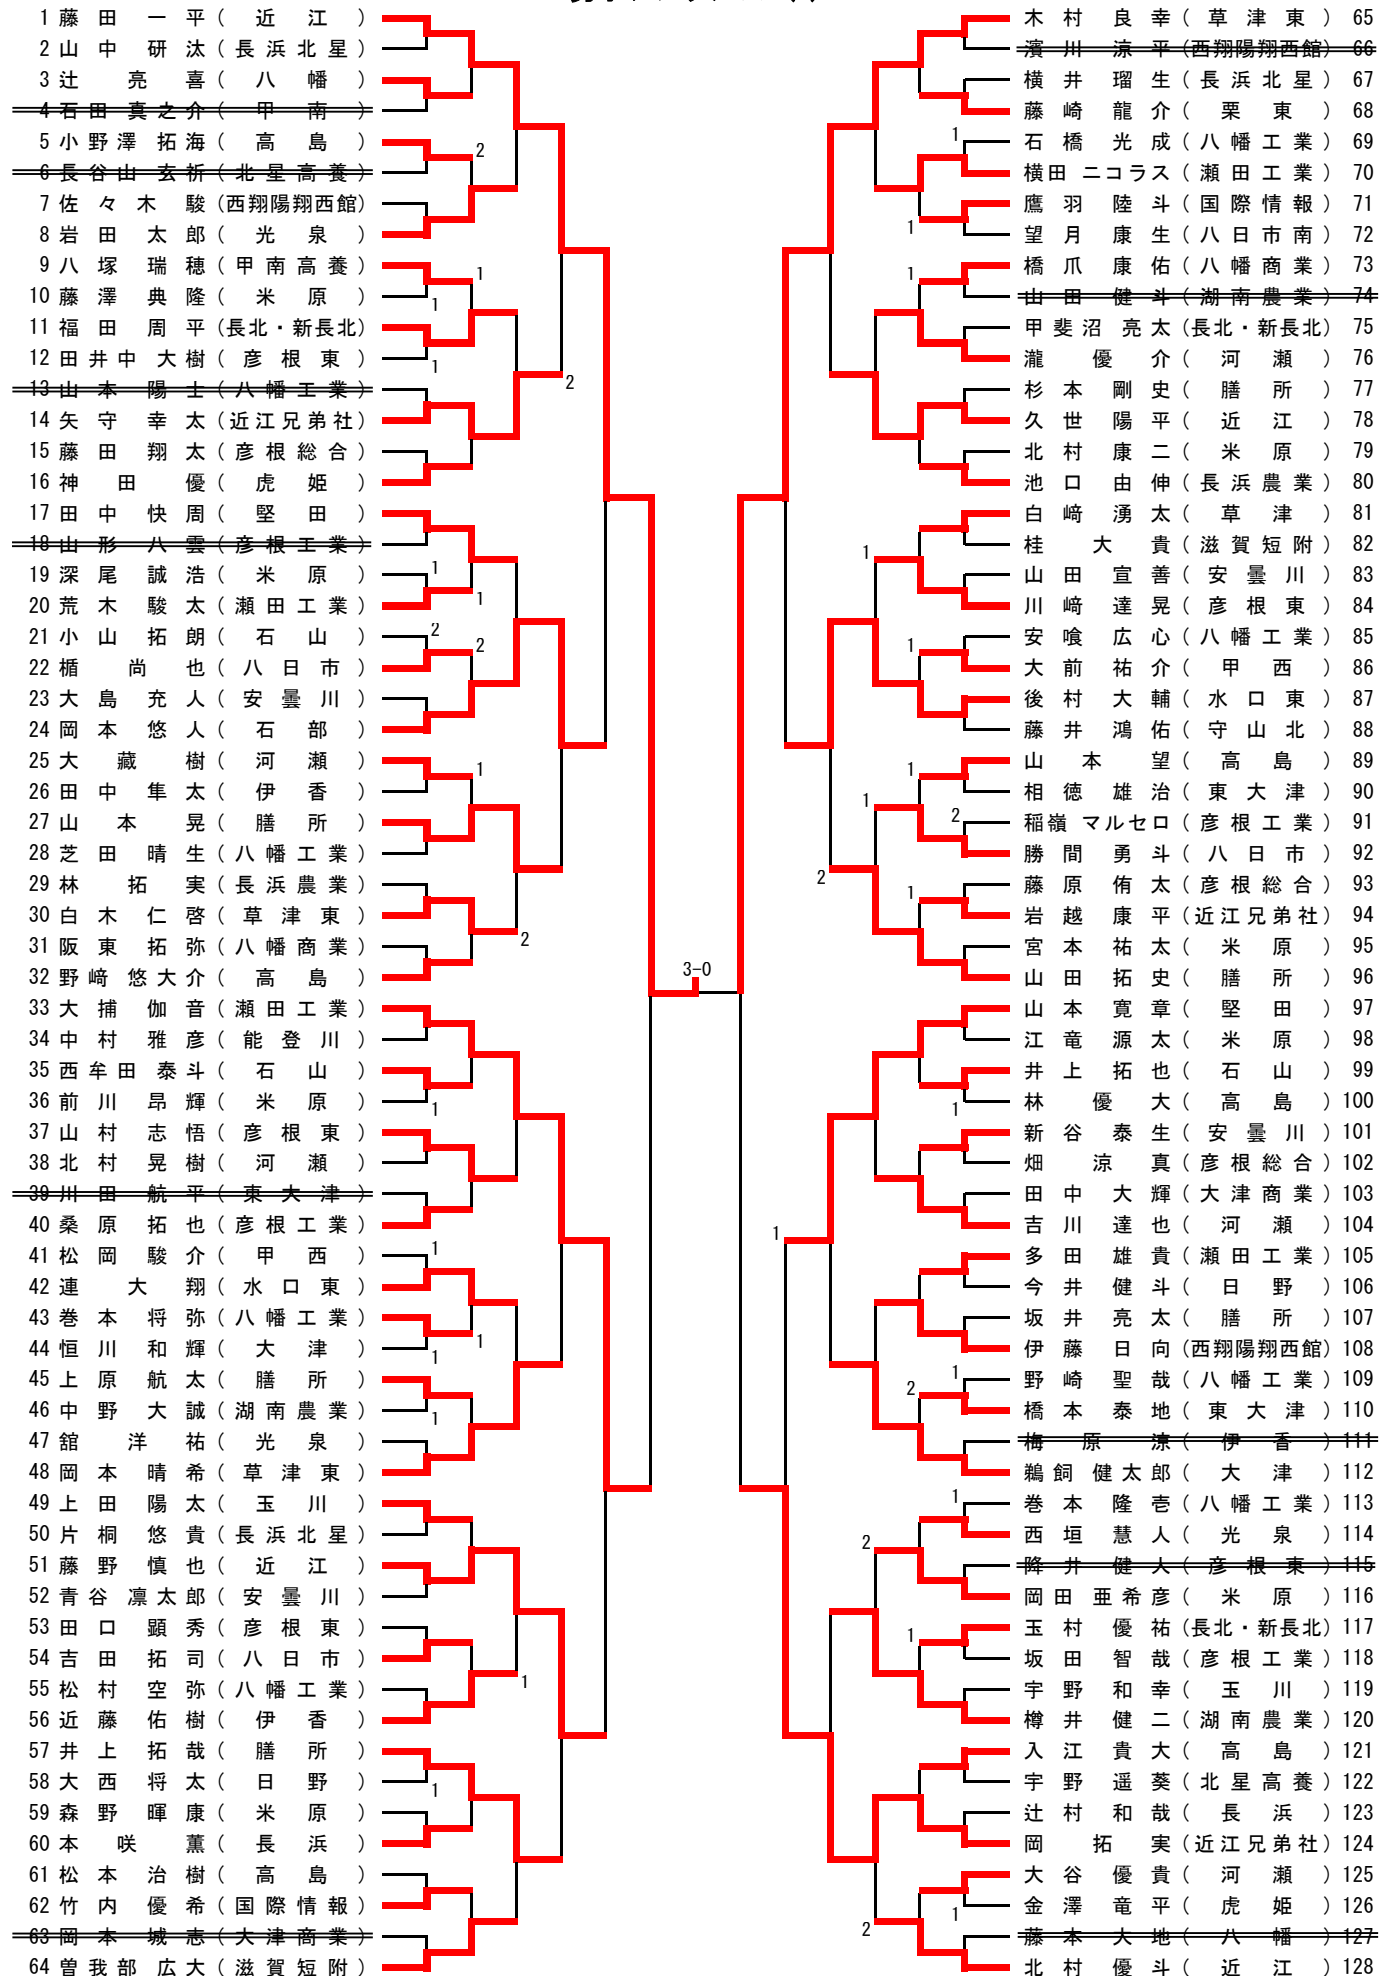 1 藤田 一平 ( 近江 )
2 山中 研汰 ( 長浜北星 )
3 辻 亮喜 ( 八幡 )
4 石田 真之介 ( 甲南 )
5 小野澤 拓海 ( 高島 )
2
6 長谷山 玄祈 ( 北星高養 )
7 佐々木 駿 (西翔陽翔西館)
8 岩田 太郎 ( 光泉 )
9 八塚 瑞穂 ( 甲南高養 )
1
10 藤澤 典隆 ( 米原 )
1
11 福田 周平 (長北・新長北)
12 田井中 大樹 ( 彦根東 )
1
13 山本 陽士 ( 八幡工業 )
2
14 矢守 幸太 (近江兄弟社)
15 藤田 翔太 ( 彦根総合 )
16 神田 優 ( 虎姫 )
17 田中 快周 ( 堅田 )
18 山形 八雲 ( 彦根工業 )
19 深尾 誠浩 ( 米原 )
1
20 荒木 駿太 ( 瀬田工業 )
1
21 小山 拓朗 ( 石山 )
2
2
22 楯 尚也 ( 八日市 )
23 大島 充人 ( 安曇川 )
24 岡本 悠人 ( 石部 )
25 大藏 樹 ( 河瀬 )
1
26 田中 隼太 ( 伊香 )
27 山本 晃 ( 膳所 )
28 芝田 晴生 ( 八幡工業 )
29 林 拓実 ( 長浜農業 )
30 白木 仁啓 ( 草津東 )
2
31 阪東 拓弥 ( 八幡商業 )
32 野﨑 悠大介 ( 高島 )
33 大捕 伽音 ( 瀬田工業 )
34 中村 雅彦 ( 能登川 )
35 西牟田 泰斗 ( 石山 )
36 前川 昂輝 ( 米原 )
1
37 山村 志悟 ( 彦根東 )
38 北村 晃樹 ( 河瀬 )
39 川田 航平 ( 東大津 )
40 桑原 拓也 ( 彦根工業 )
41 松岡 駿介 ( 甲西 )
1
42 連 大翔 ( 水口東 )
43 巻本 将弥 ( 八幡工業 )
1
44 恒川 和輝 ( 大津 )
1
45 上原 航太 ( 膳所 )
46 中野 大誠 ( 湖南農業 )
1
47 舘 洋祐 ( 光泉 )
48 岡本 晴希 ( 草津東 )
49 上田 陽太 ( 玉川 )
50 片桐 悠貴 ( 長浜北星 )
51 藤野 慎也 ( 近江 )
52 青谷 凛太郎 ( 安曇川 )
53 田口 顕秀 ( 彦根東 )
54 吉田 拓司 ( 八日市 )
1
55 松村 空弥 ( 八幡工業 )
56 近藤 佑樹 ( 伊香 )
57 井上 拓哉 ( 膳所 )
58 大西 将太 ( 日野 )
1
59 森野 暉康 ( 米原 )
60 本咲 薫 ( 長浜 )
61 松本 治樹 ( 高島 )
62 竹内 優希 ( 国際情報 )
63 岡本 城志 ( 大津商業 )
64 曽我部 広大 ( 滋賀短附 )
3-0
木村 良幸 ( 草津東 ) 65
濱川 涼平 (西翔陽翔西館) 66
横井 瑠生 ( 長浜北星 ) 67
藤崎 龍介 ( 栗東 ) 68
1
石橋 光成 ( 八幡工業 ) 69
横田 ニコラス ( 瀬田工業 ) 70
鷹羽 陸斗 ( 国際情報 ) 71
1
望月 康生 ( 八日市南 ) 72
橋爪 康佑 ( 八幡商業 ) 73
1
山田 健斗 ( 湖南農業 ) 74
甲斐沼 亮太 (長北・新長北) 75
瀧 優介 ( 河瀬 ) 76
杉本 剛史 ( 膳所 ) 77
久世 陽平 ( 近江 ) 78
北村 康二 ( 米原 ) 79
池口 由伸 ( 長浜農業 ) 80
白﨑 湧太 ( 草津 ) 81
桂 大貴 ( 滋賀短附 ) 82
1
山田 宣善 ( 安曇川 ) 83
川﨑 達晃 ( 彦根東 ) 84
安喰 広心 ( 八幡工業 ) 85
1
大前 祐介 ( 甲西 ) 86
後村 大輔 ( 水口東 ) 87
藤井 鴻佑 ( 守山北 ) 88
山本 望 ( 高島 ) 89
1
相徳 雄治 ( 東大津 ) 90
1
2
稲嶺 マルセロ ( 彦根工業 ) 91
勝間 勇斗 ( 八日市 ) 92
2
藤原 侑太 ( 彦根総合 ) 93
1
岩越 康平 (近江兄弟社) 94
宮本 祐太 ( 米原 ) 95
山田 拓史 ( 膳所 ) 96
山本 寛章 ( 堅田 ) 97
江竜 源太 ( 米原 ) 98
井上 拓也 ( 石山 ) 99
林 優大 ( 高島 ) 100
1
新谷 泰生 ( 安曇川 ) 101
畑 涼真 ( 彦根総合 ) 102
田中 大輝 ( 大津商業 ) 103
吉川 達也 ( 河瀬 ) 104
1
多田 雄貴 ( 瀬田工業 ) 105
今井 健斗 ( 日野 ) 106
坂井 亮太 ( 膳所 ) 107
伊藤 日向 (西翔陽翔西館) 108
1
野崎 聖哉 ( 八幡工業 ) 109
2
橋本 泰地 ( 東大津 ) 110
梅原 涼 ( 伊香 ) 111
鵜飼 健太郎 ( 大津 ) 112
1
巻本 隆壱 ( 八幡工業 ) 113
西垣 慧人 ( 光泉 ) 114
2
降井 健人 ( 彦根東 ) 115
岡田 亜希彦 ( 米原 ) 116
玉村 優祐 (長北・新長北) 117
1
坂田 智哉 ( 彦根工業 ) 118
宇野 和幸 ( 玉川 ) 119
樽井 健二 ( 湖南農業 ) 120
入江 貴大 ( 高島 ) 121
宇野 遥葵 ( 北星高養 ) 122
辻村 和哉 ( 長浜 ) 123
岡 拓実 (近江兄弟社) 124
大谷 優貴 ( 河瀬 ) 125
金澤 竜平 ( 虎姫 ) 126
1
2
藤本 大地 ( 八幡 ) 127
北村 優斗 ( 近江 ) 128